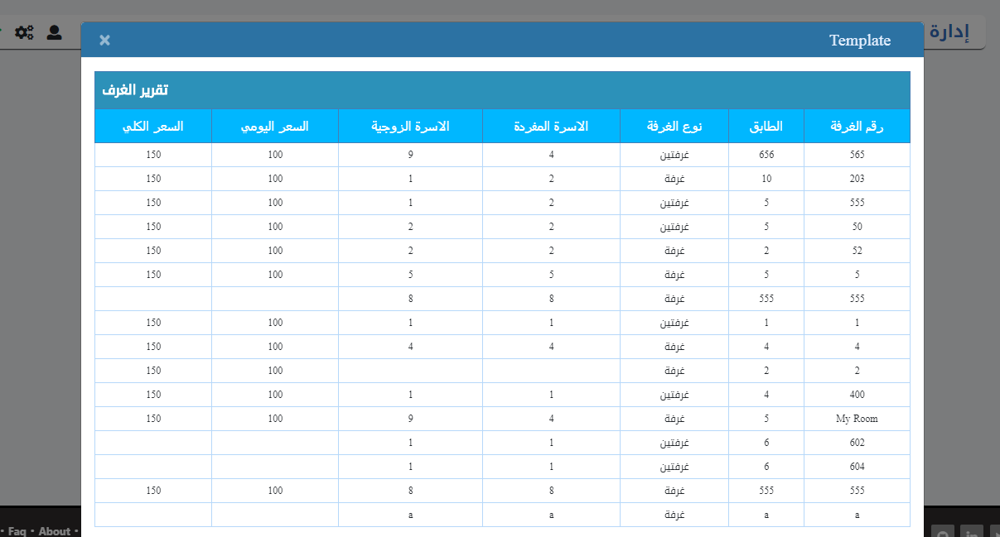 إدارة
Template ×
تقرير الغرف
رقم الغرفة الطابق نوع الغرفة الاسرة المفردة الاسرة الزوجية السعر اليومي السعر الكلي
565 656 غرفتين 4 9 100 150
203 10 غرفة 2 1 100 150
555 5 غرفتين 2 1 100 150
50 5 غرفتين 2 2 100 150
52 2 غرفة 2 2 100 150
5 5 غرفة 5 5 100 150
555 555 غرفة 8 8
1 1 غرفتين 1 1 100 150
4 4 غرفة 4 4 100 150
2 2 غرفة 100 150
400 4 غرفتين 1 1 100 150
My Room 5 غرفة 4 9 100 150
602 6 غرفتين 1 1
604 6 غرفتين 1 1
555 555 غرفة 8 8 100 150
a a غرفة a a
· Faq · About ·